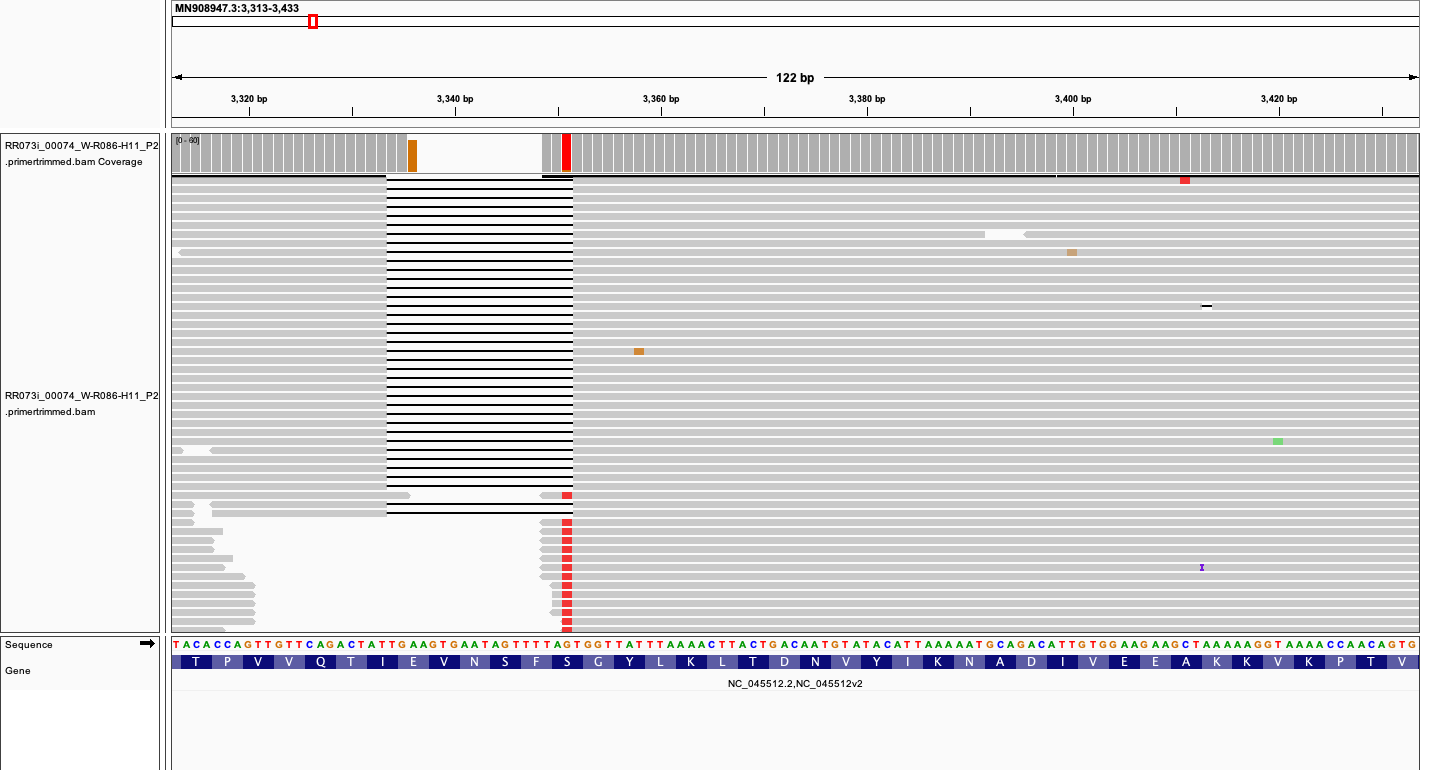 MN908947.3:3,313-3,433
122 bp
3,320 bp 3,340 bp 3,360 bp 3,380 bp 3,400 bp 3,420 bp
RR073i_00074_W-R086-H11_P2
.primertrimmed.bam Coverage
[0 - 60]
RR073i_00074_W-R086-H11_P2
.primertrimmed.bam
Sequence
TACACCAGTTGTTCAGACTATTGAAGTGAATAGTTTTAGTGGTTATTTAAAACTTACTGACAATGTATACATTAAAAATGCAGACATTGTGGAAGAAGCTAAAAAGGTAAAACCAACAGTG
Gene
T P V V Q T I E V N S F S G Y L K L T D N V Y I K N A D I V E E A K K V K P T V
NC_045512.2,NC_045512v2